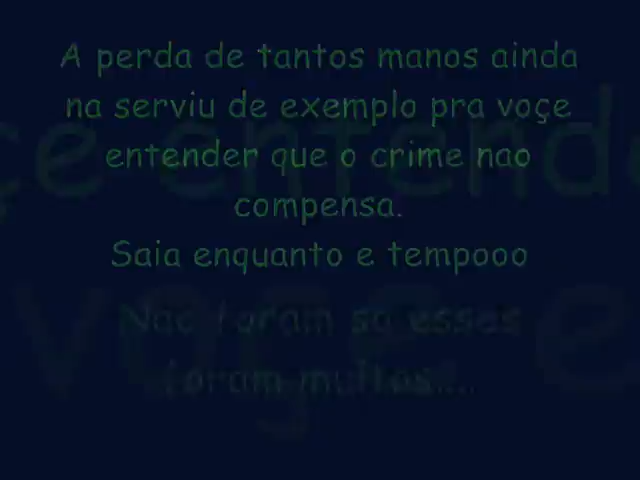 A perda de tantos manos ainda
na serviu de exemplo pra voçe
entender que o crime nao
compensa.
Saia enquanto e tempooo
Nao foram so esses
foram muitos....